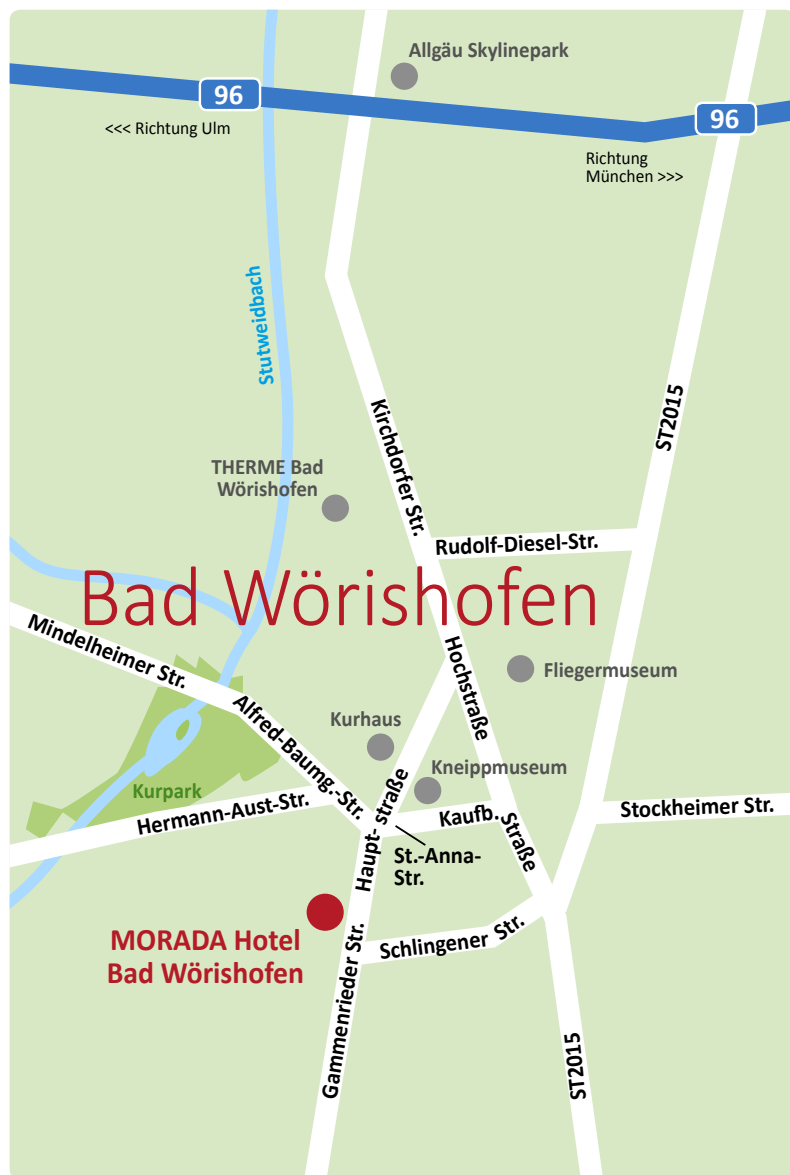 Allgäu Skylinepark
96
<<< Richtung Ulm
96
Richtung
München >>>
Stutweidbach
Kirchdorfer Str.
ST2015
THERME Bad
Wörishofen
Rudolf-Diesel-Str.
Bad Wörishofen
Mindelheimer Str.
Hochstraße
Fliegermuseum
Alfred-Baumg.-Str.
Kurhaus
Kneippmuseum
Kurpark
Hermann-Aust-Str.
Haupt- straße
Kaufb. Straße
Stockheimer Str.
St.-Anna-
Str.
MORADA Hotel
Bad Wörishofen
Gammenrieder Str.
Schlingener Str.
ST2015